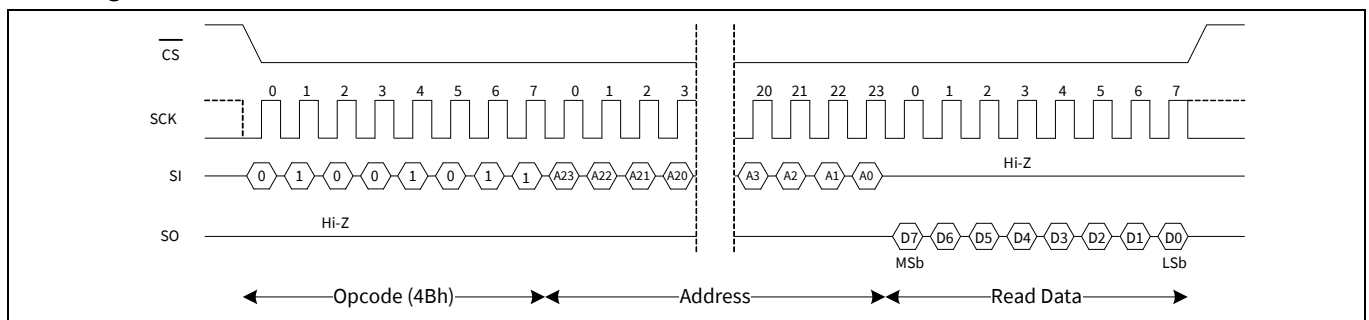 CS
0 1 2 3 4 5 6 7 0 1 2 3 20 21 22 23 0 1 2 3 4 5 6 7
SCK
Hi-Z
SI 0 1 0 0 1 0 1 1 A23 A22 A21 A20 A3 A2 A1 A0
Hi-Z
SO D7 D6 D5 D4 D3 D2 D1 D0
MSb LSb
Opcode (4Bh) Address Read Data